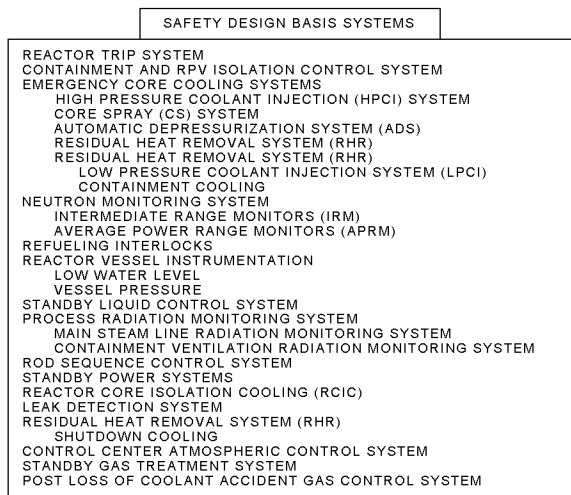 SAFETY DESIGN BASIS SYSTEMS
REACTOR TRIP SYSTEM
CONTAINMENT AND RPV ISOLATION CONTROL SYSTEM
EMERGENCY CORE COOLING SYSTEMS
HIGH PRESSURE COOLANT INJECTION (HPCI) SYSTEM
CORE SPRAY (CS) SYSTEM
AUTOMATIC DEPRESSURIZATION SYSTEM (ADS)
RESIDUAL HEAT REMOVAL SYSTEM (RHR)
RESIDUAL HEAT REMOVAL SYSTEM (RHR)
LOW PRESSURE COOLANT INJECTION SYSTEM (LPCI)
CONTAINMENT COOLING
NEUTRON MONITORING SYSTEM
INTERMEDIATE RANGE MONITORS (IRM)
AVERAGE POWER RANGE MONITORS (APRM)
REFUELING INTERLOCKS
REACTOR VESSEL INSTRUMENTATION
LOW WATER LEVEL
VESSEL PRESSURE
STANDBY LIQUID CONTROL SYSTEM
PROCESS RADIATION MONITORING SYSTEM
MAIN STEAM LINE RADIATION MONITORING SYSTEM
CONTAINMENT VENTILATION RADIATION MONITORING SYSTEM
ROD SEQUENCE CONTROL SYSTEM
STANDBY POWER SYSTEMS
REACTOR CORE ISOLATION COOLING (RCIC)
LEAK DETECTION SYSTEM
RESIDUAL HEAT REMOVAL SYSTEM (RHR)
SHUTDOWN COOLING
CONTROL CENTER ATMOSPHERIC CONTROL SYSTEM
STANDBY GAS TREATMENT SYSTEM
POST LOSS OF COOLANT ACCIDENT GAS CONTROL SYSTEM